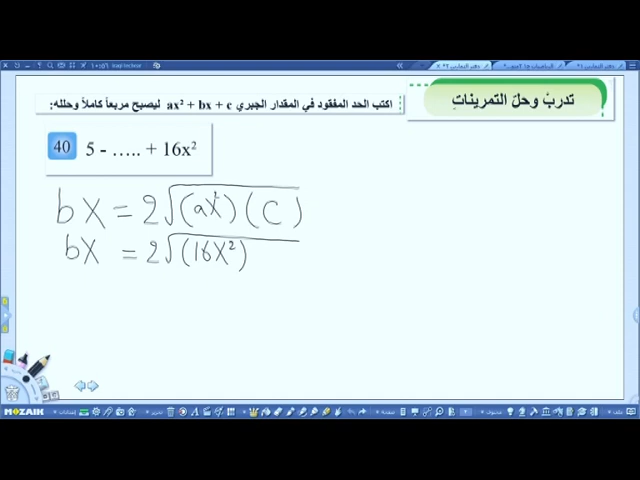 تدربْ وحلّ التمرينات
اكتب الحد المفقود في المقدار الجبري ax² + bx + c ليصبح مربعاً كاملاً وحلله:
40 5 - ..... + 16x²
bX = 2√(aX²)(C)
bX = 2√(16X²)
MOZAIK